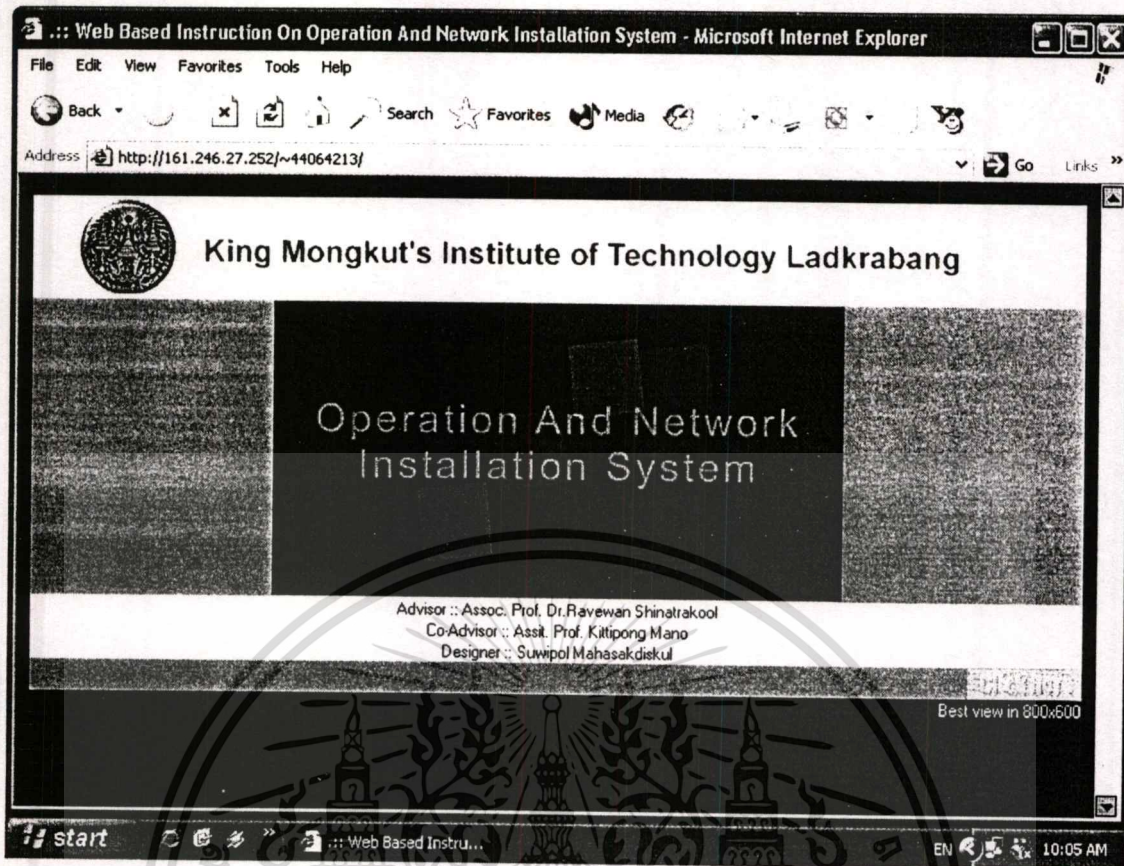 .:: Web Based Instruction On Operation And Network Installation System - Microsoft Internet Explorer
File Edit View Favorites Tools Help
Back Search Favorites Media
Address http://161.246.27.252/~44064213/ Go Links »
King Mongkut's Institute of Technology Ladkrabang
Operation And Network
Installation System
Advisor :: Assoc. Prof. Dr.Ravewan Shinatrakool
Co-Advisor :: Assit. Prof. Kittipong Mano
Designer :: Suwipol Mahasakdiskul
Best view in 800x600
start » .:: Web Based Instru... EN 10:05 AM